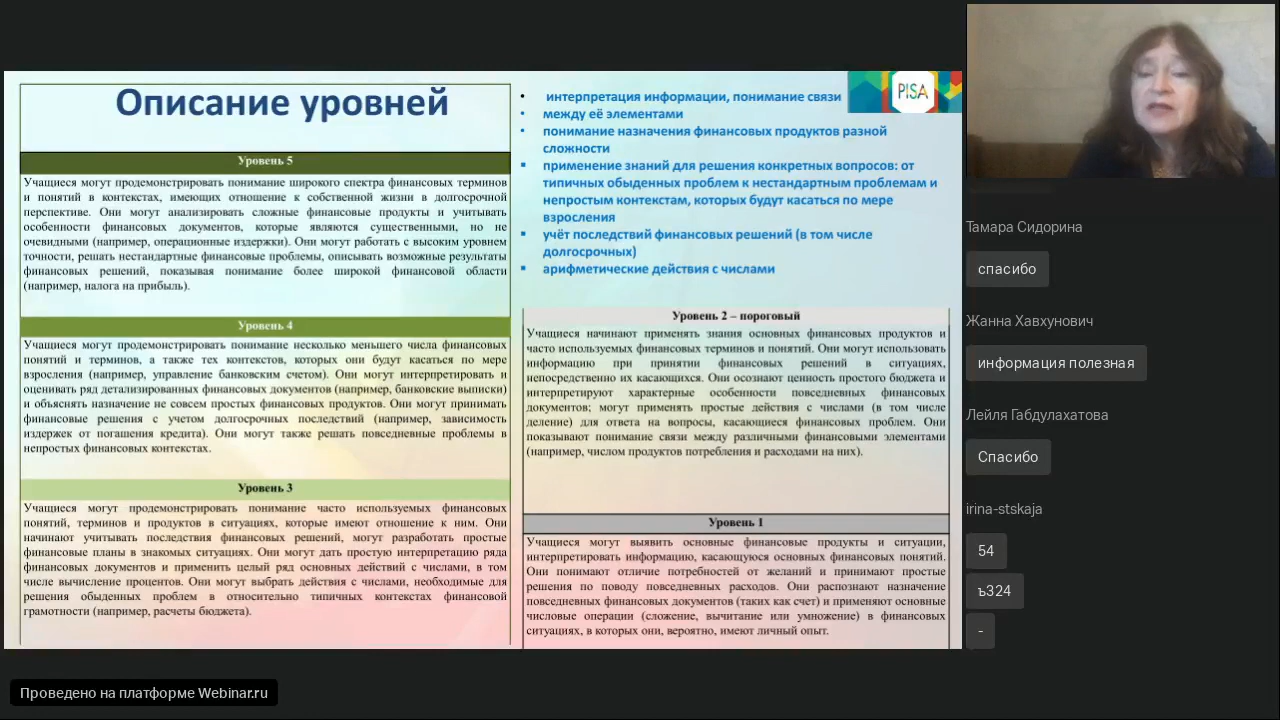 Описание уровней
Уровень 5
Учащиеся могут продемонстрировать понимание широкого спектра финансовых терминов
и понятий в контекстах, имеющих отношение к собственной жизни в долгосрочной
перспективе. Они могут анализировать сложные финансовые продукты и учитывать
особенности финансовых документов, которые являются существенными, но не
очевидными (например, операционные издержки). Они могут работать с высоким уровнем
точности, решать нестандартные финансовые проблемы, описывать возможные результаты
финансовых решений, показывая понимание более широкой финансовой области
(например, налога на прибыль).
Уровень 4
Учащиеся могут продемонстрировать понимание несколько меньшего числа финансовых
понятий и терминов, а также тех контекстов, которых они будут касаться по мере
взросления (например, управление банковским счетом). Они могут интерпретировать и
оценивать ряд детализированных финансовых документов (например, банковские выписки)
и объяснять назначение не совсем простых финансовых продуктов. Они могут принимать
финансовые решения с учетом долгосрочных последствий (например, зависимость
издержек от погашения кредита). Они могут также решать повседневные проблемы в
непростых финансовых контекстах.
Уровень 3
Учащиеся могут продемонстрировать понимание часто используемых финансовых
понятий, терминов и продуктов в ситуациях, которые имеют отношение к ним. Они
начинают учитывать последствия финансовых решений, могут разработать простые
финансовые планы в знакомых ситуациях. Они могут дать простую интерпретацию ряда
финансовых документов и применить целый ряд основных действий с числами, в том
числе вычисление процентов. Они могут выбрать действия с числами, необходимые для
решения обыденных проблем в относительно типичных контекстах финансовой
грамотности (например, расчеты бюджета).
• интерпретация информации, понимание связи
• между её элементами
• понимание назначения финансовых продуктов разной
сложности
▪ применение знаний для решения конкретных вопросов: от
типичных обыденных проблем к нестандартным проблемам и
непростым контекстам, которых будут касаться по мере
взросления
▪ учёт последствий финансовых решений (в том числе
долгосрочных)
▪ арифметические действия с числами
PISA
Уровень 2 – пороговый
Учащиеся начинают применять знания основных финансовых продуктов и
часто используемых финансовых терминов и понятий. Они могут использовать
информацию при принятии финансовых решений в ситуациях,
непосредственно их касающихся. Они осознают ценность простого бюджета и
интерпретируют характерные особенности повседневных финансовых
документов; могут применять простые действия с числами (в том числе
деление) для ответа на вопросы, касающиеся финансовых проблем. Они
показывают понимание связи между различными финансовыми элементами
(например, числом продуктов потребления и расходами на них).
Уровень 1
Учащиеся могут выявить основные финансовые продукты и ситуации,
интерпретировать информацию, касающуюся основных финансовых понятий.
Они понимают отличие потребностей от желаний и принимают простые
решения по поводу повседневных расходов. Они распознают назначение
повседневных финансовых документов (таких как счет) и применяют основные
числовые операции (сложение, вычитание или умножение) в финансовых
ситуациях, в которых они, вероятно, имеют личный опыт.
Тамара Сидорина
спасибо
Жанна Хавхунович
информация полезная
Лейля Габдулахатова
Спасибо
irina-stskaja
54
ъ324
-
Проведено на платформе Webinar.ru